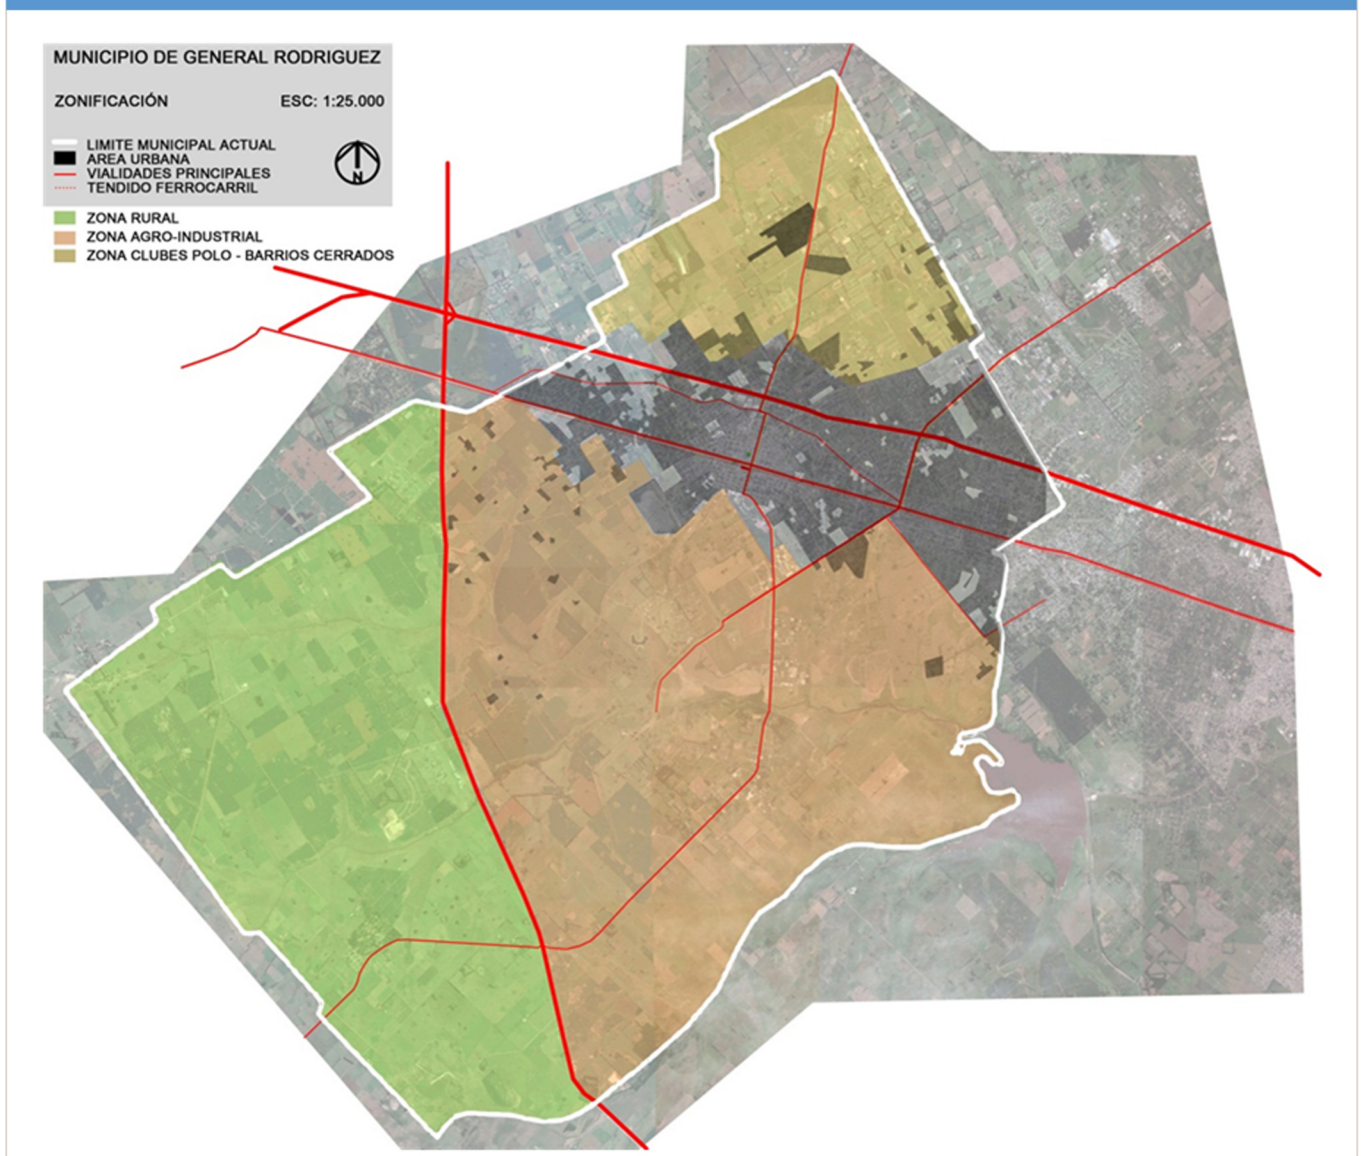 MUNICIPIO DE GENERAL RODRIGUEZ
ZONIFICACIÓN ESC: 1:25.000
LIMITE MUNICIPAL ACTUAL
AREA URBANA
VIALIDADES PRINCIPALES
TENDIDO FERROCARRIL
N
ZONA RURAL
ZONA AGRO-INDUSTRIAL
ZONA CLUBES POLO - BARRIOS CERRADOS